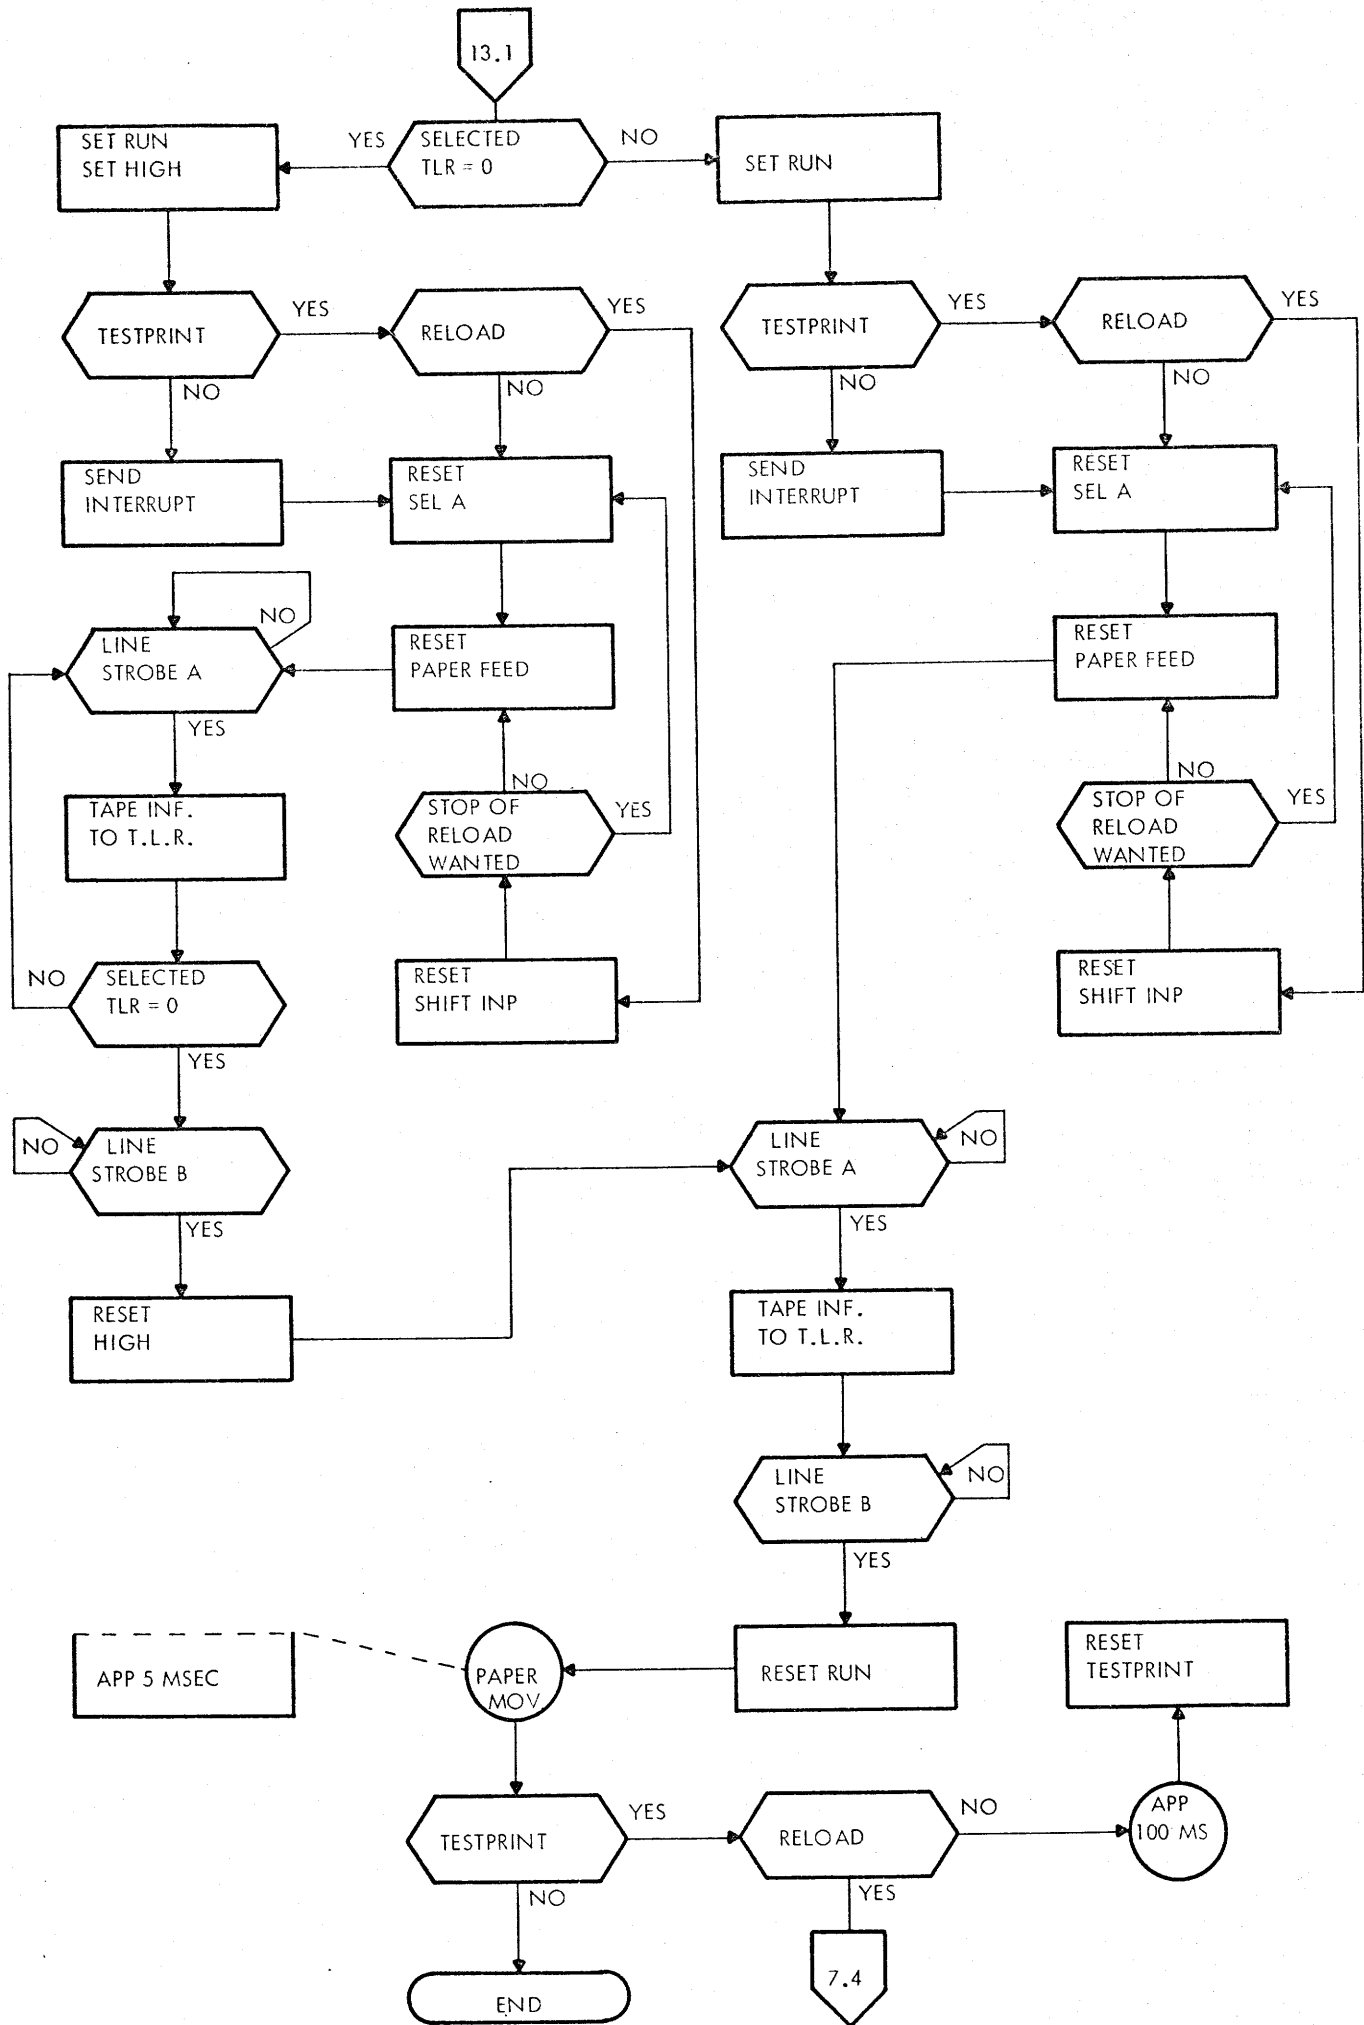 13.1
SET RUN
SET HIGH
YES
SELECTED
TLR = 0
NO
SET RUN
TESTPRINT
YES
RELOAD
YES
TESTPRINT
YES
RELOAD
YES
NO
NO
NO
NO
SEND
INTERRUPT
RESET
SEL A
SEND
INTERRUPT
RESET
SEL A
NO
LINE
STROBE A
RESET
PAPER FEED
RESET
PAPER FEED
YES
NO
NO
TAPE INF.
TO T.L.R.
STOP OF
RELOAD
WANTED
YES
STOP OF
RELOAD
WANTED
YES
NO
SELECTED
TLR = 0
RESET
SHIFT INP
RESET
SHIFT INP
YES
NO
LINE
STROBE B
LINE
STROBE A
NO
YES
YES
RESET
HIGH
TAPE INF.
TO T.L.R.
LINE
STROBE B
NO
YES
APP 5 MSEC
PAPER
MOV
RESET RUN
RESET
TESTPRINT
TESTPRINT
YES
RELOAD
NO
APP
100 MS
NO
YES
END
7.4